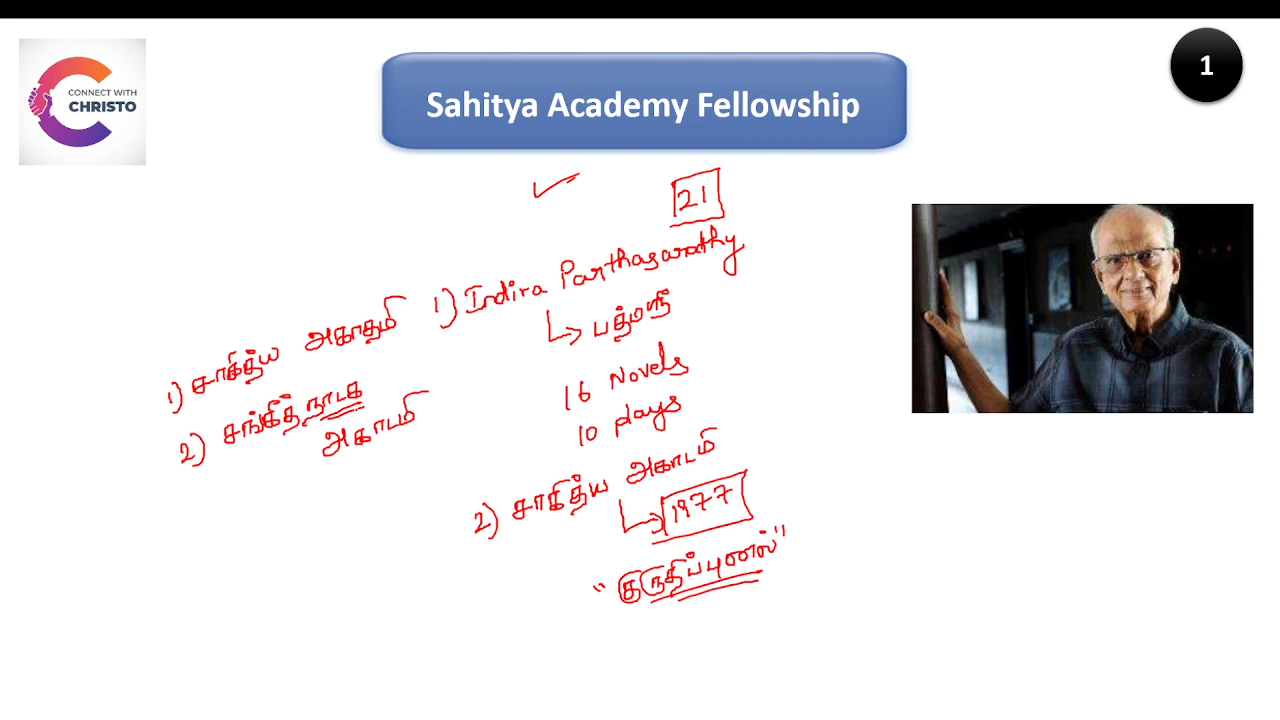 CONNECT WITH
CHRISTO
Sahitya Academy Fellowship
1
21
1) Indira Parthasarathy
பத்மஸ்ரீ
16 Novels
10 plays
2) சாகித்ய அகாடமி
1977
"குருதிப்புனல்"
1) சாகித்ய அகாதமி
2) சங்கீத நாடக
அகாடமி